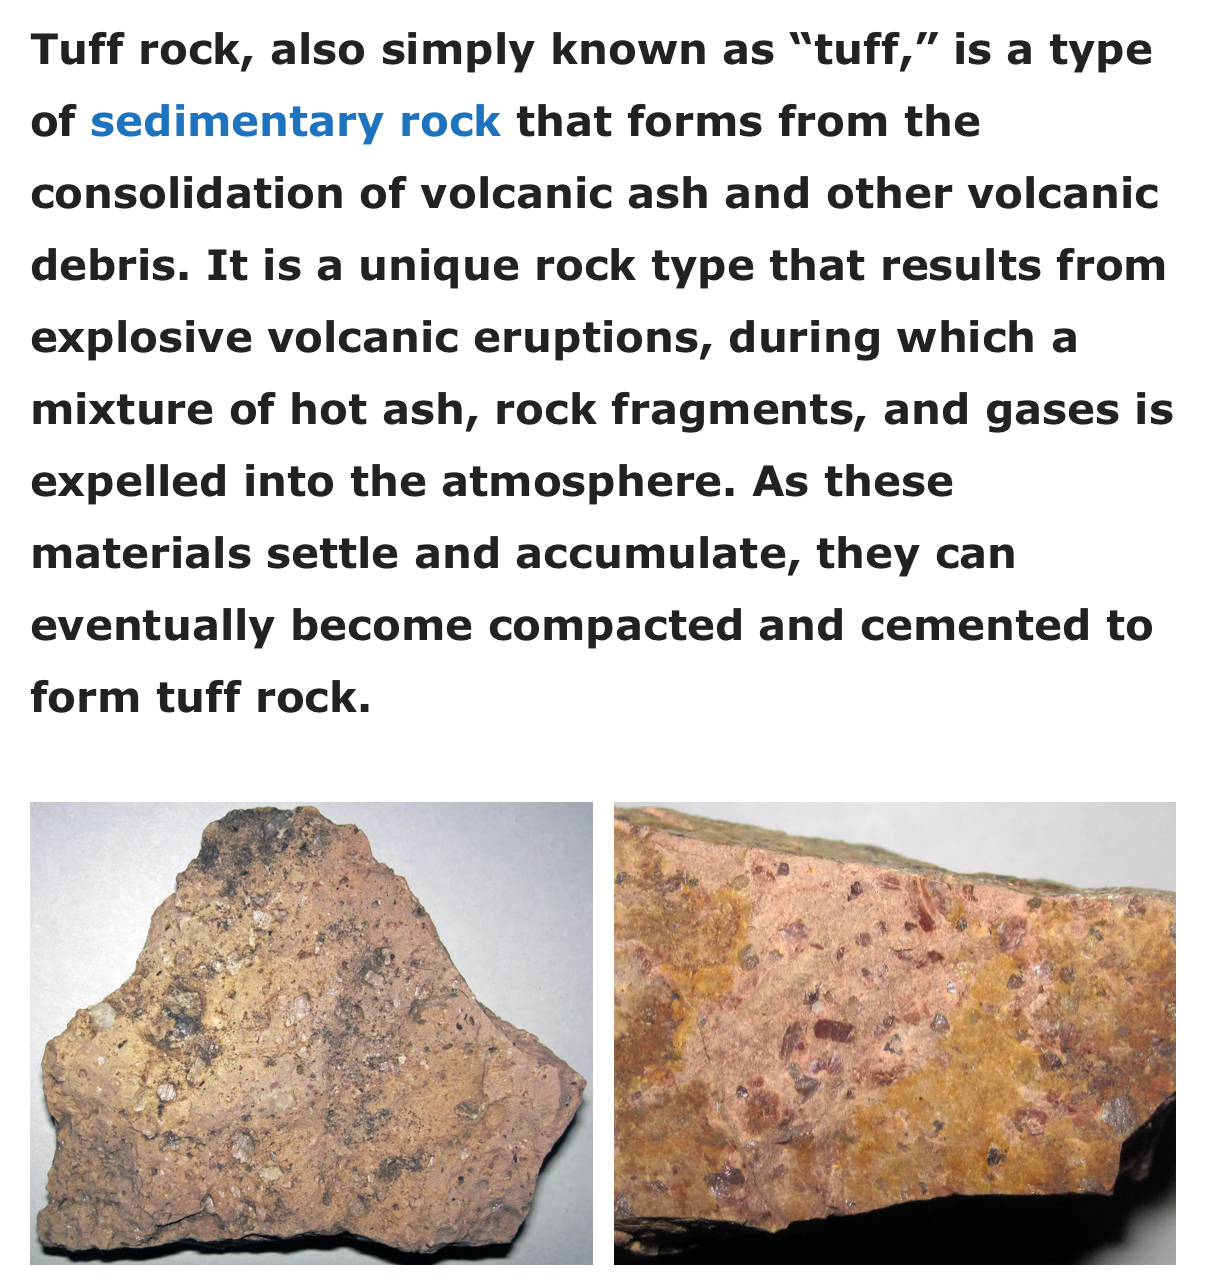 Tuff rock, also simply known as “tuff,” is a type
of sedimentary rock that forms from the
consolidation of volcanic ash and other volcanic
debris. It is a unique rock type that results from
explosive volcanic eruptions, during which a
mixture of hot ash, rock fragments, and gases is
expelled into the atmosphere. As these
materials settle and accumulate, they can
eventually become compacted and cemented to
form tuff rock.